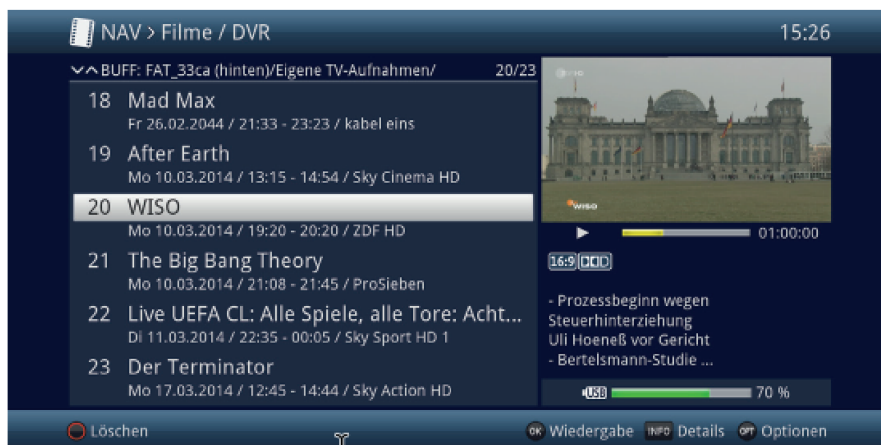 NAV > Filme / DVR
15:26
BUFF: FAT_33ca (hinten)/Eigene TV-Aufnahmen/ 20/23
18 Mad Max
Fr 26.02.2044 / 21:33 - 23:23 / kabel eins
19 After Earth
Mo 10.03.2014 / 13:15 - 14:54 / Sky Cinema HD
20 WISO
Mo 10.03.2014 / 19:20 - 20:20 / ZDF HD
21 The Big Bang Theory
Mo 10.03.2014 / 21:08 - 21:45 / ProSieben
22 Live UEFA CL: Alle Spiele, alle Tore: Acht...
Di 11.03.2014 / 22:35 - 00:05 / Sky Sport HD 1
23 Der Terminator
Mo 17.03.2014 / 12:45 - 14:44 / Sky Action HD
WISO
01:00:00
16:9
- Prozessbeginn wegen
Steuerhinterziehung
Uli Hoeneß vor Gericht
- Bertelsmann-Studie ...
USB 70 %
Löschen
OK Wiedergabe INFO Details OPT Optionen